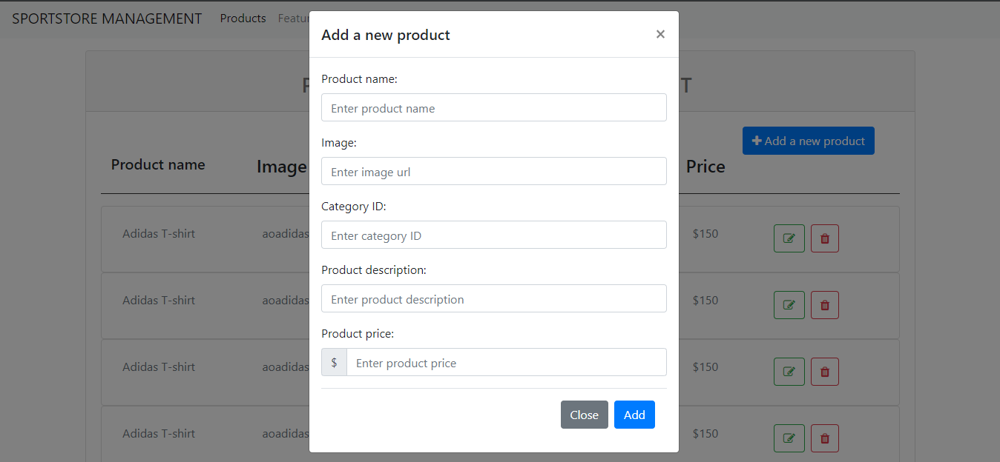 SPORTSTORE MANAGEMENT Products
Add a new product ×
Product name:
Enter product name
Image:
Enter image url
Category ID:
Enter category ID
Product description:
Enter product description
Product price:
$ Enter product price
Close Add
Add a new product
Product name Image Price
Adidas T-shirt aoadidas $150
Adidas T-shirt aoadidas $150
Adidas T-shirt aoadidas $150
Adidas T-shirt aoadidas $150